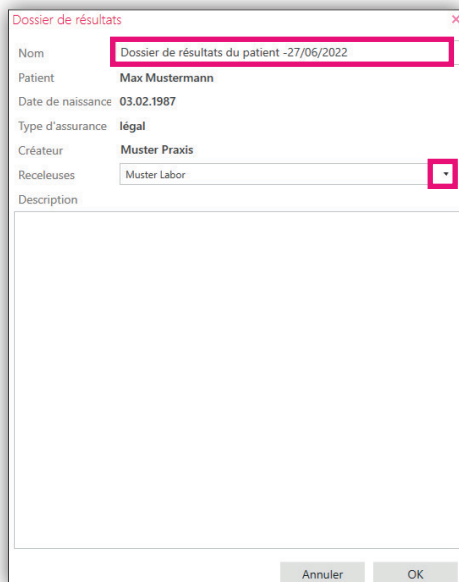 Dossier de résultats
Nom Dossier de résultats du patient -27/06/2022
Patient Max Mustermann
Date de naissance 03.02.1987
Type d'assurance légal
Créateur Muster Praxis
Receleuses Muster Labor
Description
Annuler OK